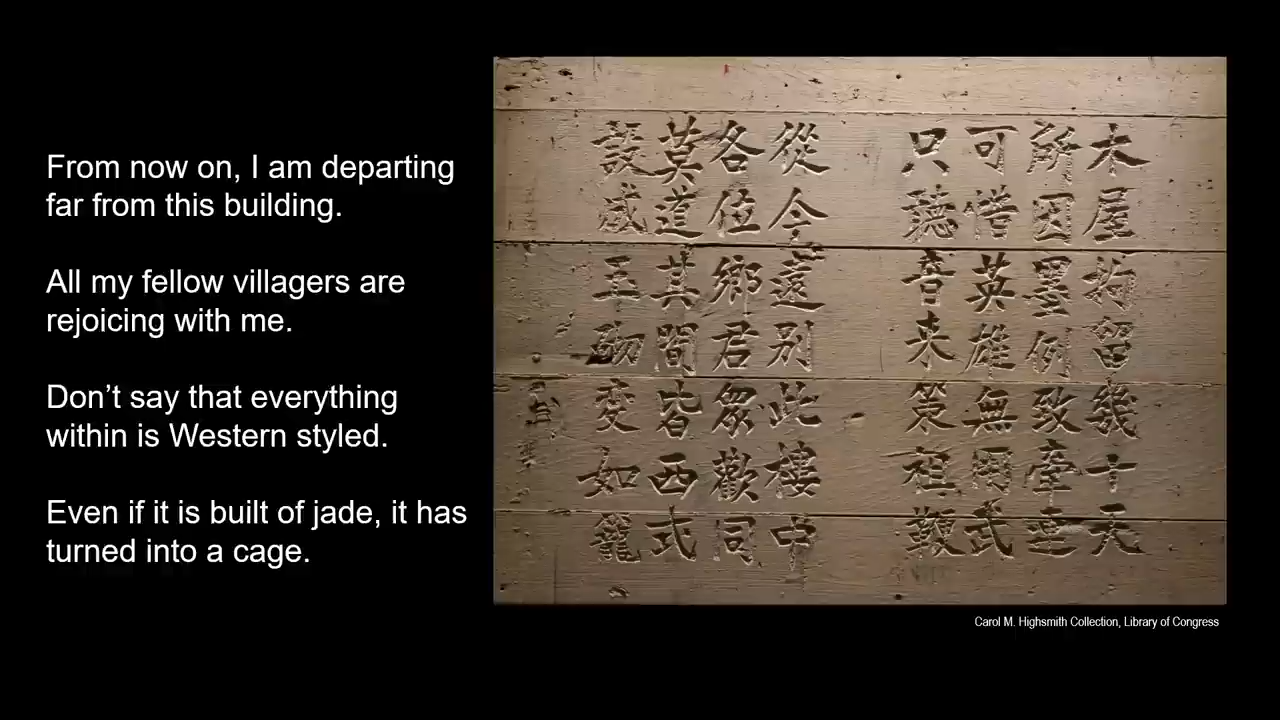 From now on, I am departing
far from this building.
All my fellow villagers are
rejoicing with me.
Don’t say that everything
within is Western styled.
Even if it is built of jade, it has
turned into a cage.
木屋拘留幾十天
所因墨例致牽連
可惜英雄無用武
只聽音来策祖鞭
從今遠別此樓中
各位鄉君眾歡同
莫道其間皆西式
設成玉砌變如籠
Carol M. Highsmith Collection, Library of Congress